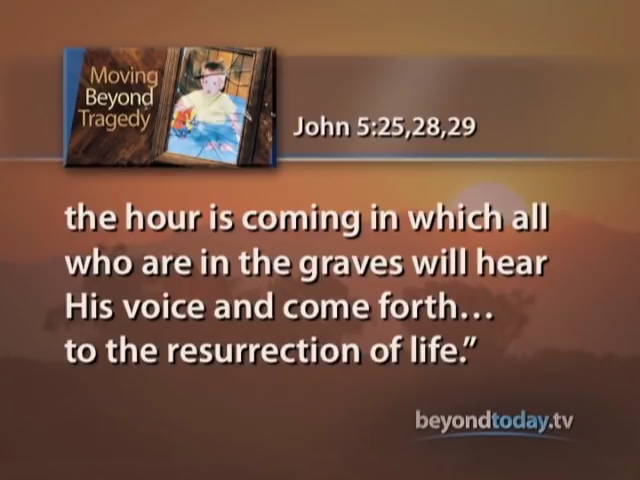 Moving
Beyond
Tragedy
John 5:25,28,29
the hour is coming in which all
who are in the graves will hear
His voice and come forth…
to the resurrection of life.”
beyondtoday.tv